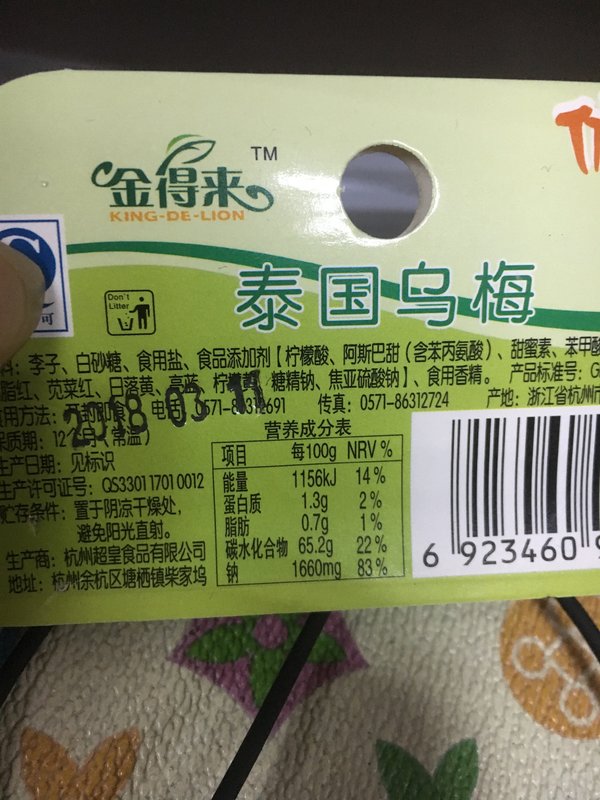 金得来 TM
KING-DE-LION
Don't
Litter
可
泰国乌梅
李子、白砂糖、食用盐、食品添加剂【柠檬酸、阿斯巴甜（含苯丙氨酸）、甜蜜素、苯甲酸
脂红、苋菜红、日落黄、亮蓝、柠檬黄、糖精钠、焦亚硫酸钠】、食用香精。 产品标准号：G
食用方法：开封即食 电话：0571-86312691 传真：0571-86312724 产地：浙江省杭州市
2018 03 11
保质期：12个月（常温）
生产日期：见标识
生产许可证号：QS330117010012
贮存条件：置于阴凉干燥处，
避免阳光直射。
生产商：杭州超皇食品有限公司
地址：杭州余杭区塘栖镇柴家坞
营养成分表
项目 每100g NRV%
能量 1156kJ 14%
蛋白质 1.3g 2%
脂肪 0.7g 1%
碳水化合物 65.2g 22%
钠 1660mg 83%
6 923460 9